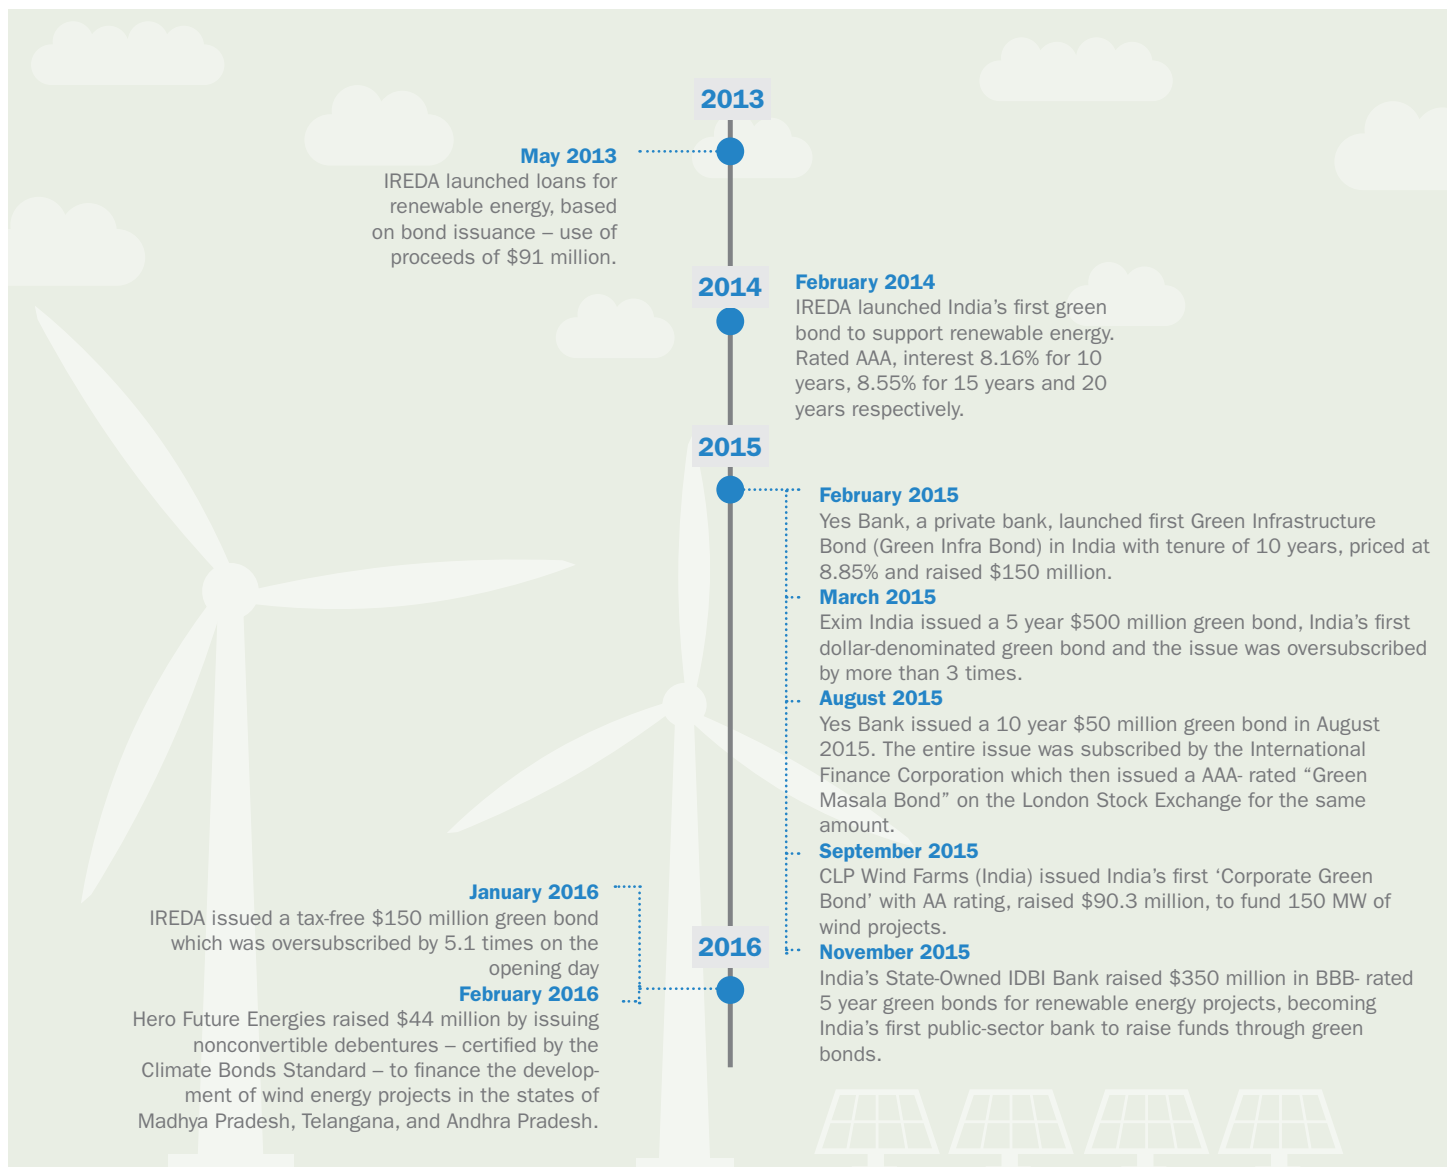 2013
May 2013
IREDA launched loans for
renewable energy, based
on bond issuance – use of
proceeds of $91 million.
2014
February 2014
IREDA launched India’s first green
bond to support renewable energy.
Rated AAA, interest 8.16% for 10
years, 8.55% for 15 years and 20
years respectively.
2015
February 2015
Yes Bank, a private bank, launched first Green Infrastructure
Bond (Green Infra Bond) in India with tenure of 10 years, priced at
8.85% and raised $150 million.
March 2015
Exim India issued a 5 year $500 million green bond, India’s first
dollar-denominated green bond and the issue was oversubscribed
by more than 3 times.
August 2015
Yes Bank issued a 10 year $50 million green bond in August
2015. The entire issue was subscribed by the International
Finance Corporation which then issued a AAA- rated “Green
Masala Bond” on the London Stock Exchange for the same
amount.
September 2015
CLP Wind Farms (India) issued India’s first ‘Corporate Green
Bond’ with AA rating, raised $90.3 million, to fund 150 MW of
wind projects.
November 2015
India’s State-Owned IDBI Bank raised $350 million in BBB- rated
5 year green bonds for renewable energy projects, becoming
India’s first public-sector bank to raise funds through green
bonds.
2016
January 2016
IREDA issued a tax-free $150 million green bond
which was oversubscribed by 5.1 times on the
opening day
February 2016
Hero Future Energies raised $44 million by issuing
nonconvertible debentures – certified by the
Climate Bonds Standard – to finance the develop-
ment of wind energy projects in the states of
Madhya Pradesh, Telangana, and Andhra Pradesh.